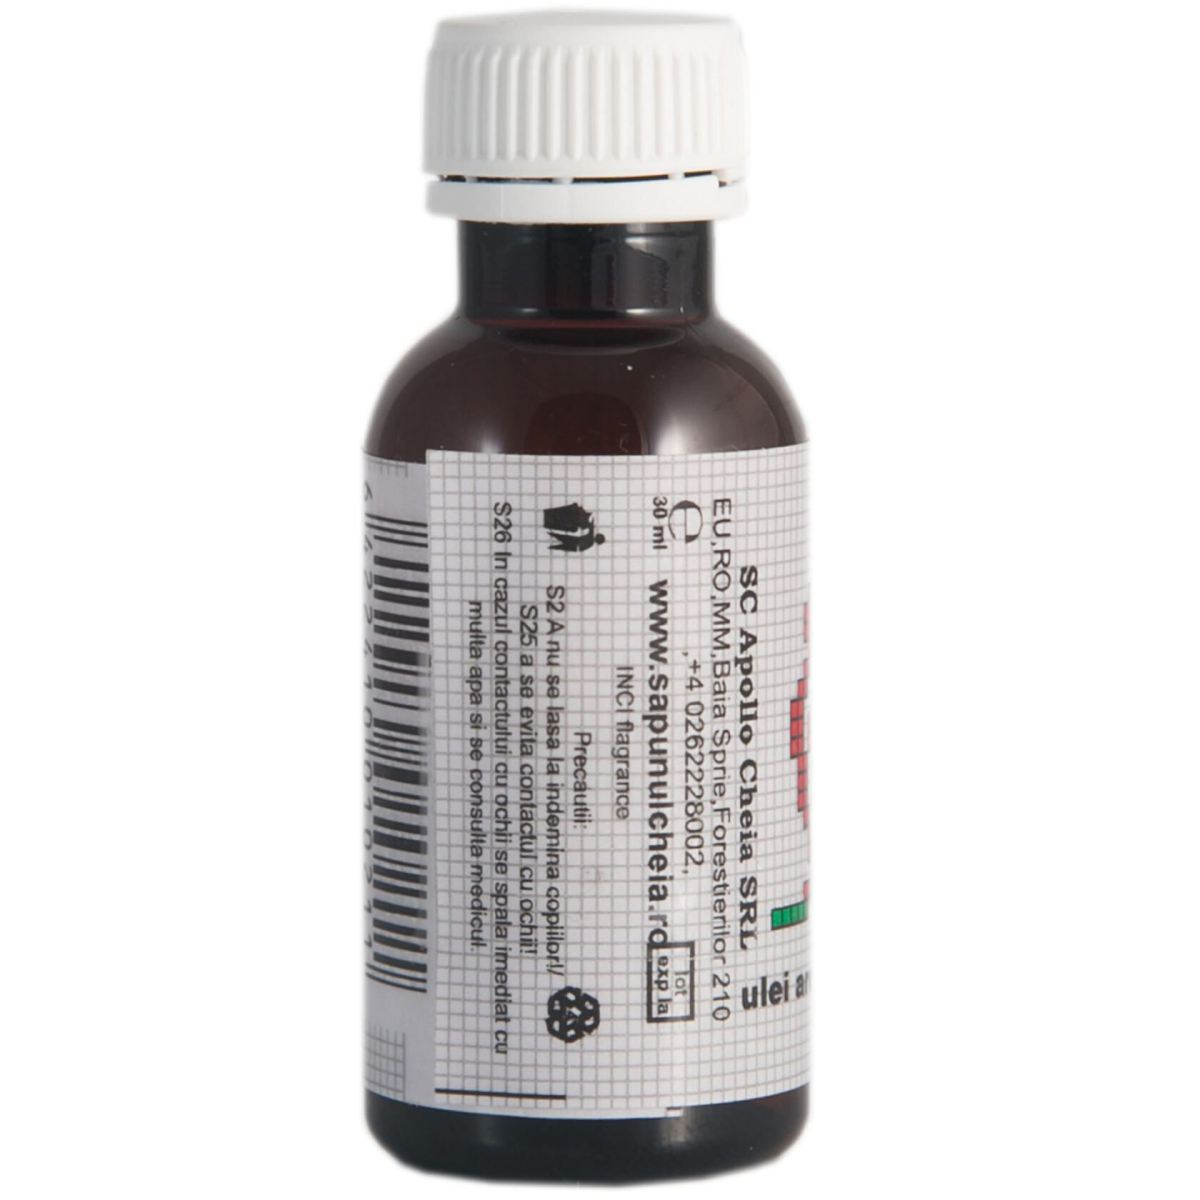 SC Apollo Cheia SRL
EU,RO,MM,Baia Sprie,Forestierilor 210
,+4 0262228002,
e
30 ml www.sapunulcheia.ro
lot
exp la
INCI flagrance
Precautii:
S2 A nu se lasa la indemina copiilor!/
S25 a se evita contactul cu ochii!
S26 In cazul contactului cu ochii se spala imediat cu
multa apa si se consulta medicul.
ulei